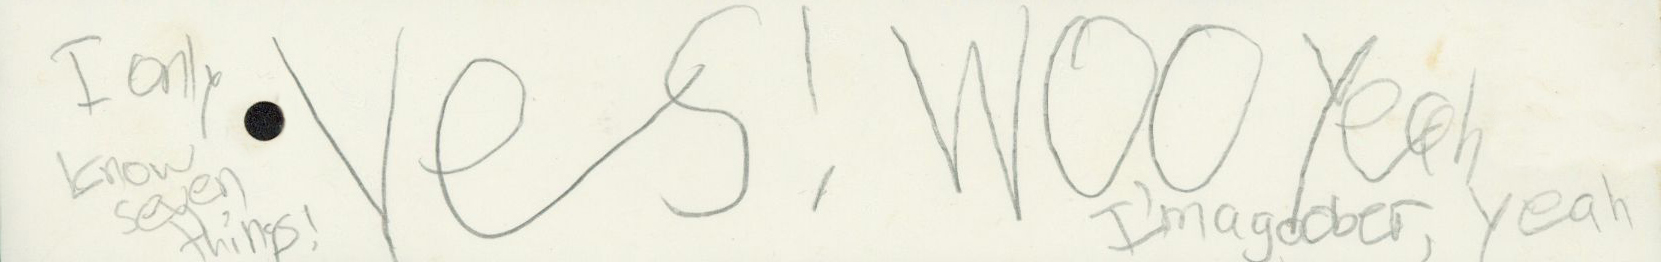 I only
know
seven
things!
Yes! WOO Yeah
I'm a goober, yeah